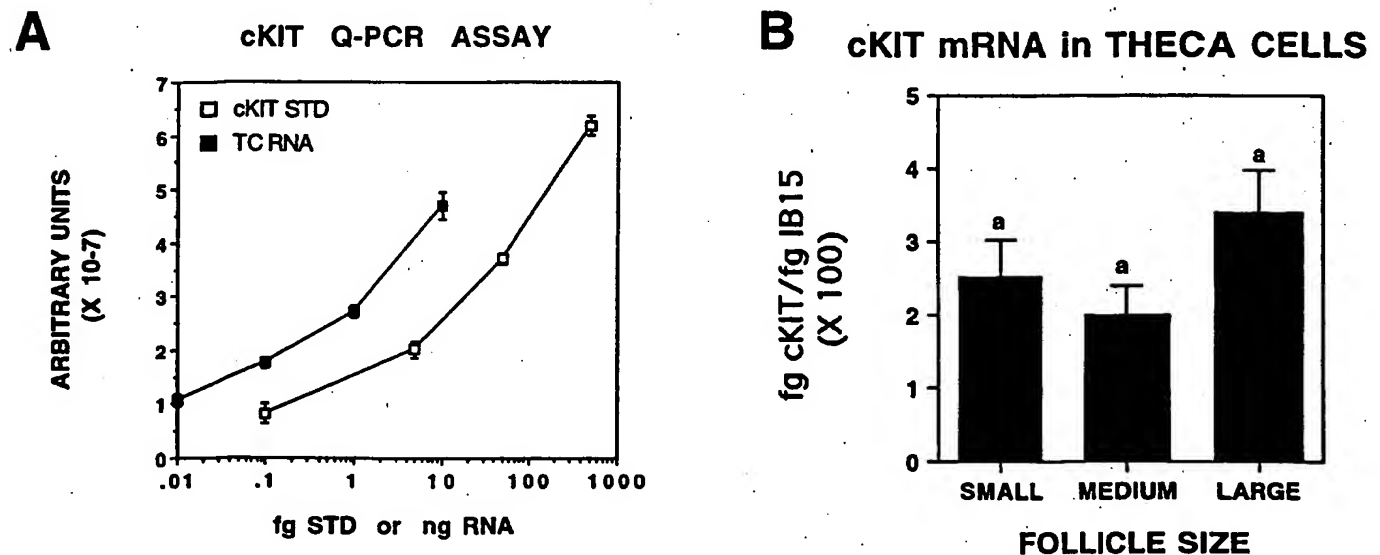 A
cKIT Q-PCR ASSAY
7
6
5
4
3
2
1
0
cKIT STD
TC RNA
ARBITRARY UNITS
(X 10-7)
.01 .1 1 10 100 1000
fg STD or ng RNA
B
cKIT mRNA in THECA CELLS
5
4
3
2
1
0
fg cKIT/fg IB15
(X 100)
a
a
a
SMALL MEDIUM LARGE
FOLLICLE SIZE